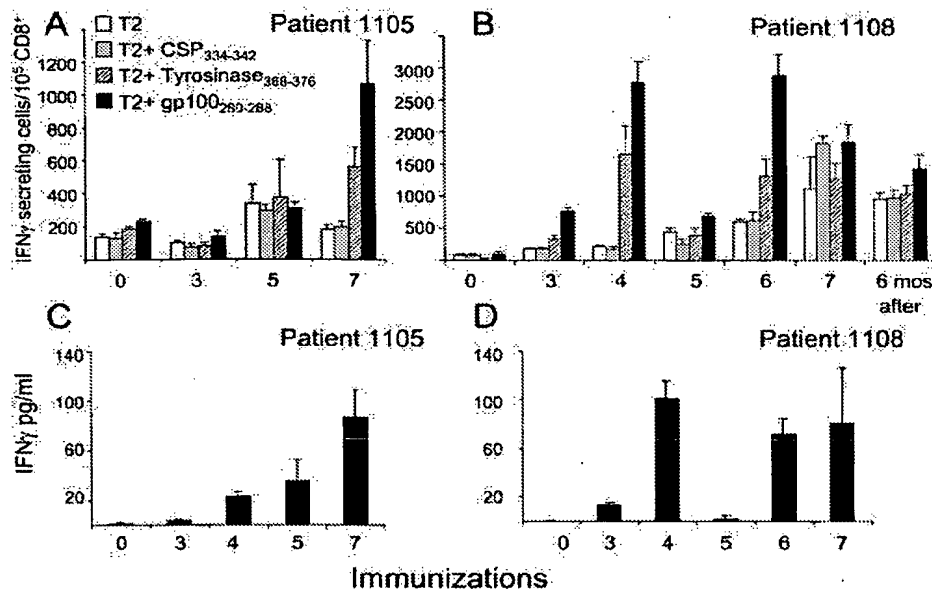 A Patient 1105
T2
T2+ CSP334-342
T2+ Tyrosinase368-376
T2+ gp100280-288
IFNγ secreting cells/10⁵ CD8⁺
1200
1000
800
600
400
200
0 3 5 7
B Patient 1108
3000
2500
2000
1500
1000
500
0 3 4 5 6 7 6 mos
after
C Patient 1105
IFNγ pg/ml
140
100
60
20
0 3 4 5 7
D Patient 1108
140
100
60
20
0 3 4 5 6 7
Immunizations